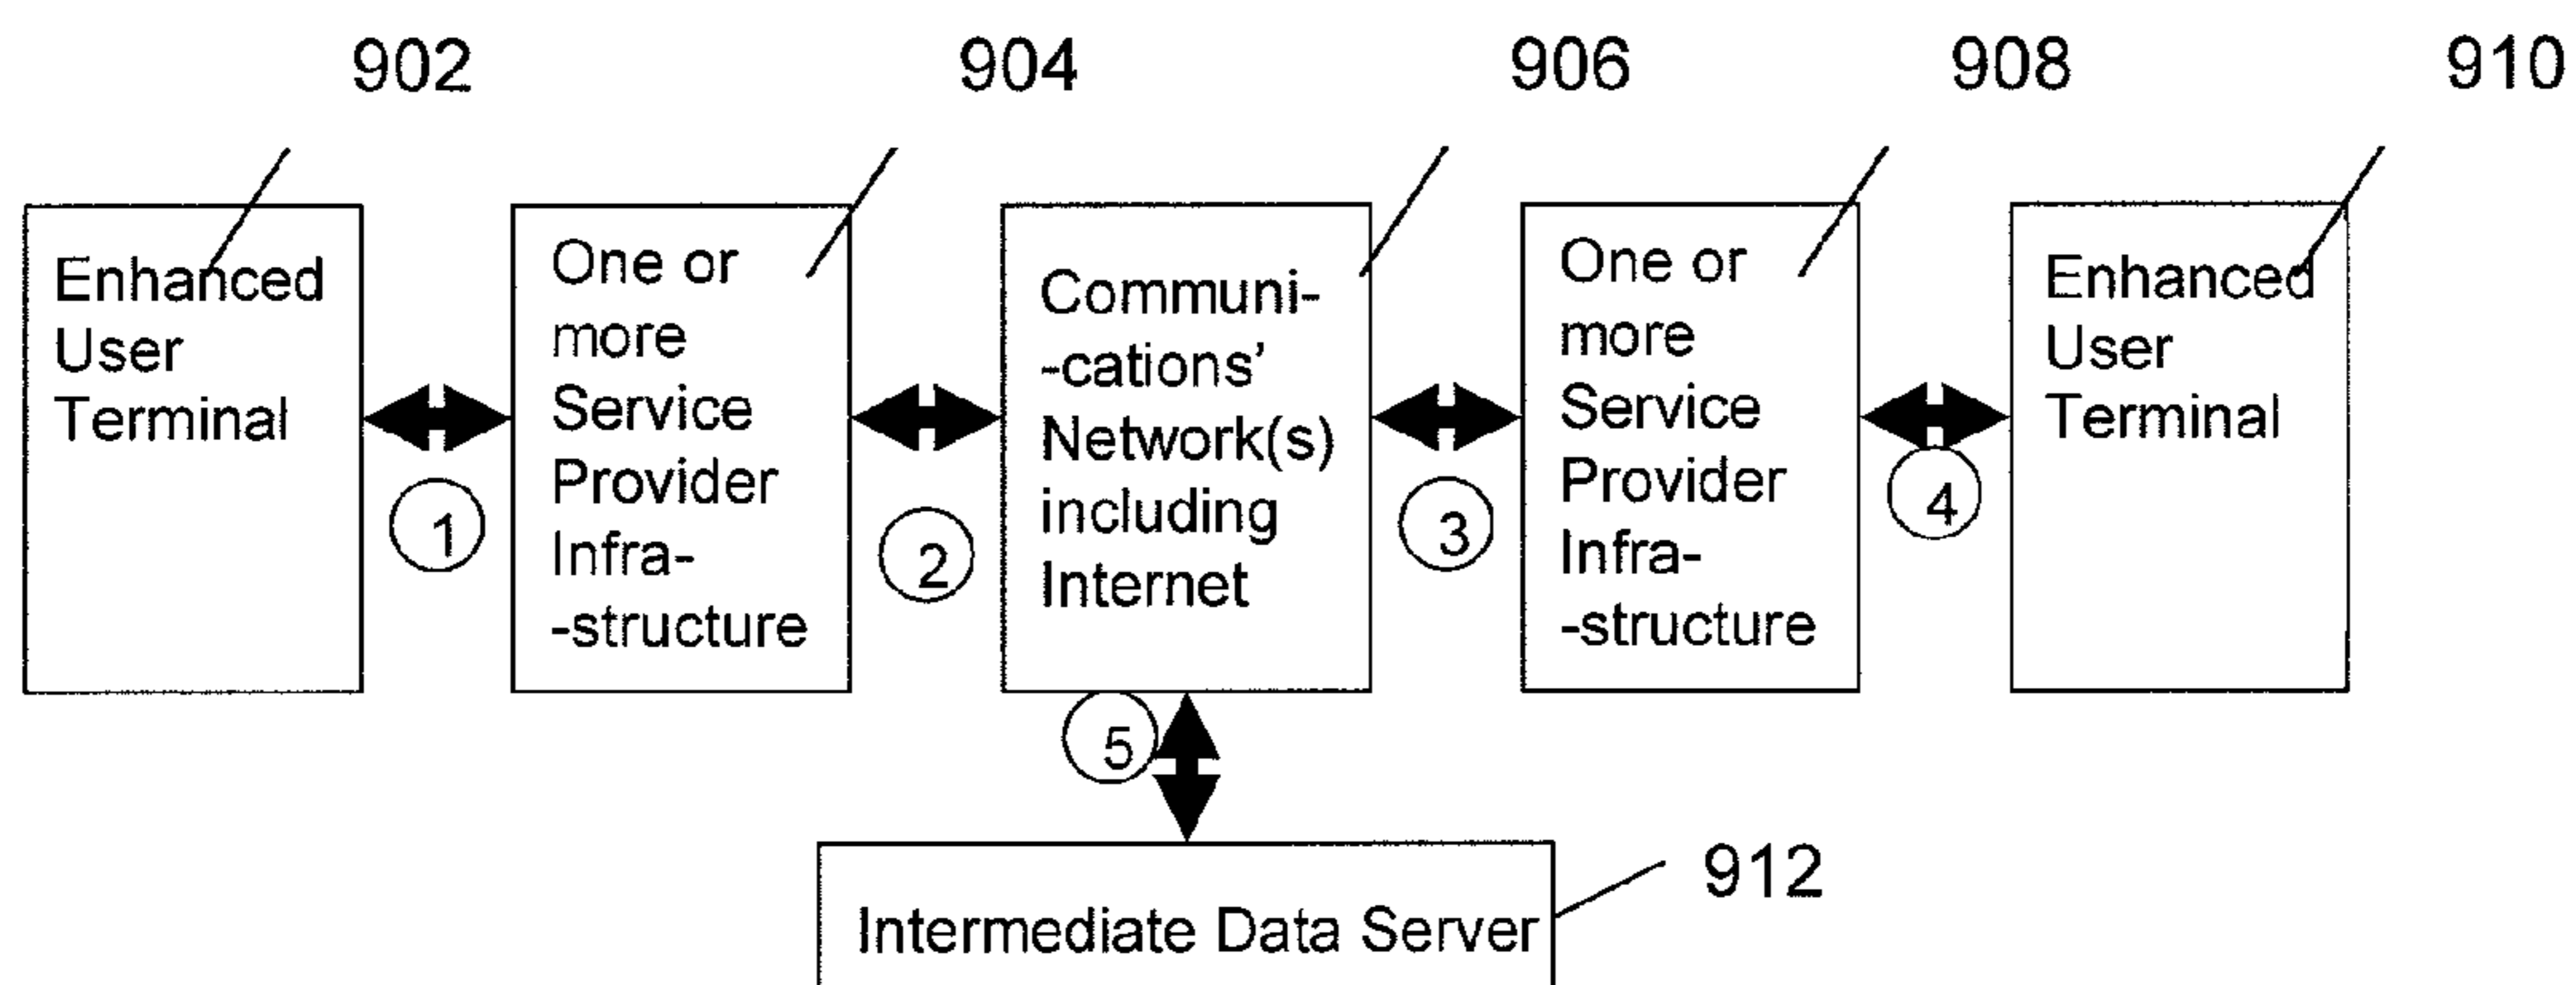 902
904
906
908
910
Enhanced
User
Terminal
One or
more
Service
Provider
Infra-
-structure
Communi-
-cations’
Network(s)
including
Internet
One or
more
Service
Provider
Infra-
-structure
Enhanced
User
Terminal
1
2
3
4
5
912
Intermediate Data Server